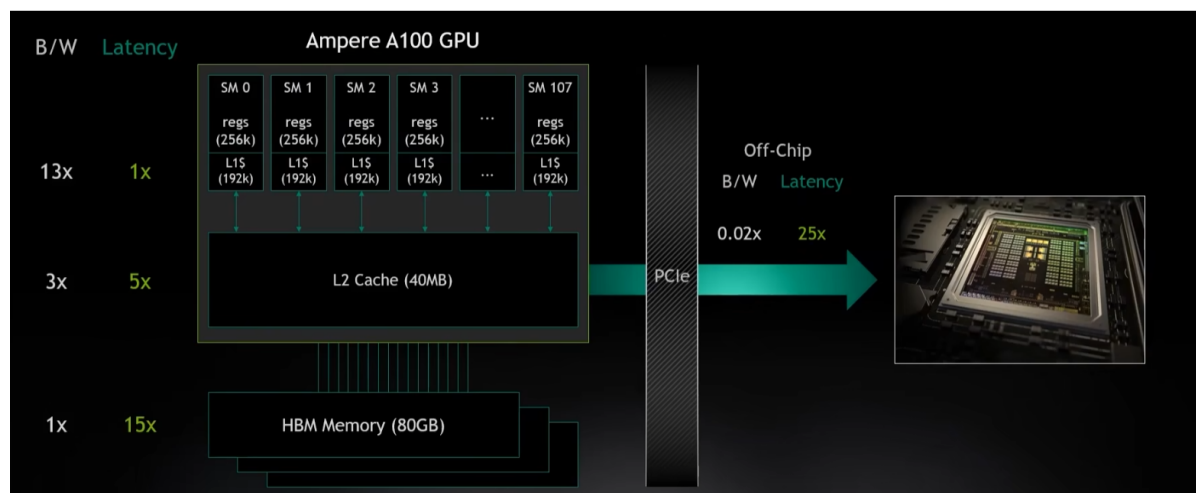 B/W Latency
Ampere A100 GPU
SM 0 SM 1 SM 2 SM 3 SM 107
regs regs regs regs ... regs
(256k) (256k) (256k) (256k) (256k)
13x 1x
L1$ L1$ L1$ L1$ L1$
(192k) (192k) (192k) (192k) ... (192k)
3x 5x
L2 Cache (40MB)
1x 15x
HBM Memory (80GB)
PCIe
Off-Chip
B/W Latency
0.02x 25x